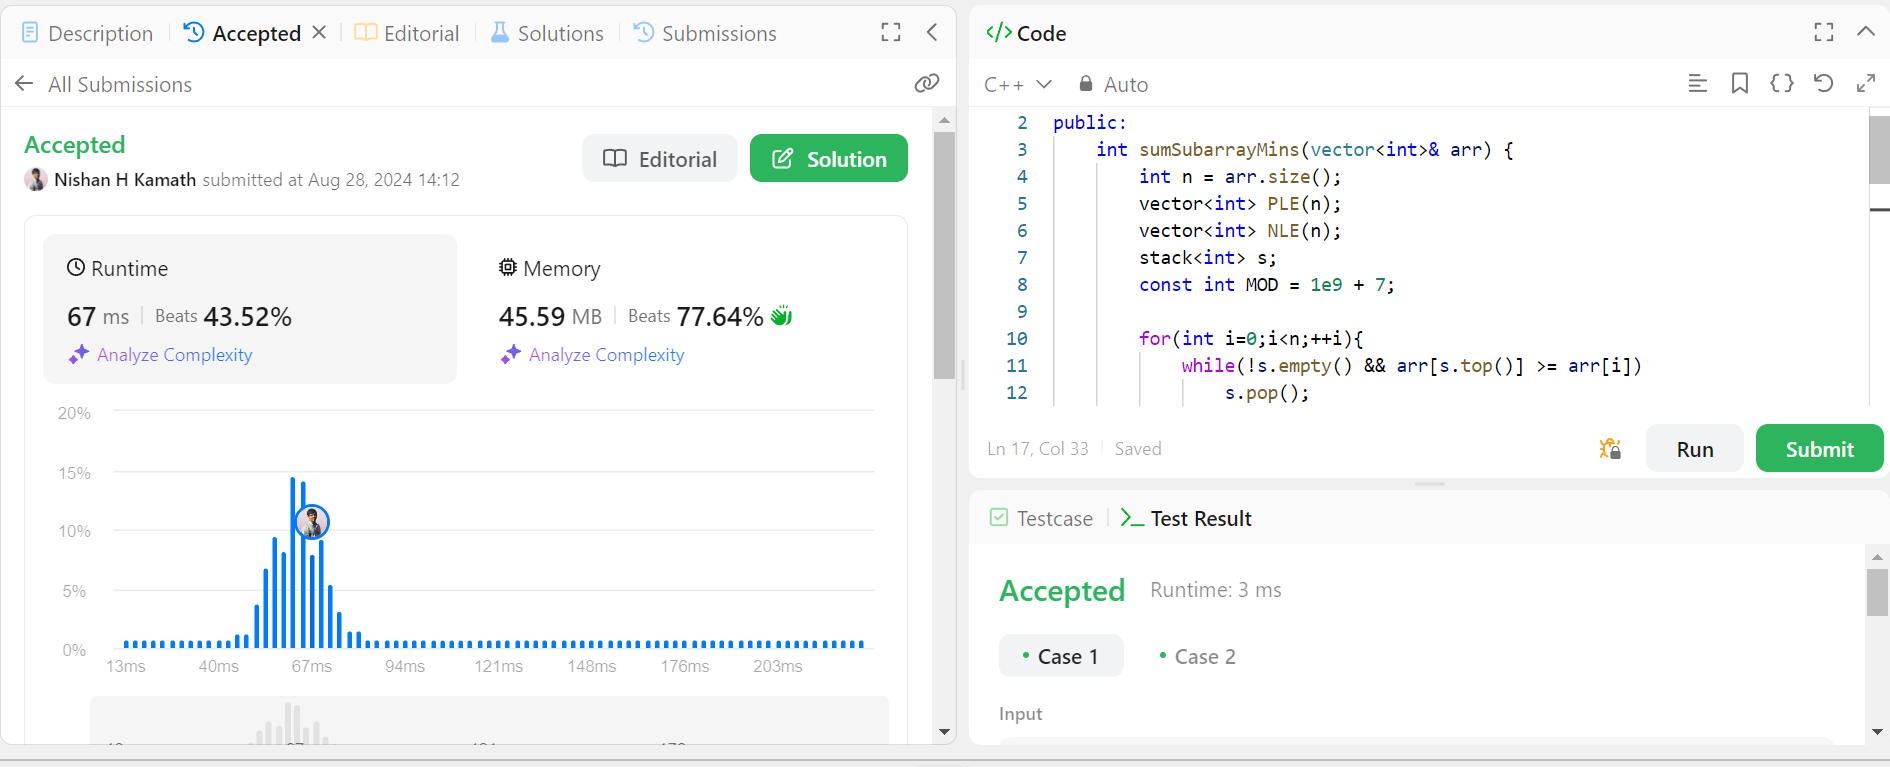 Description
Accepted
Editorial
Solutions
Submissions
All Submissions
Accepted
Nishan H Kamath submitted at Aug 28, 2024 14:12
Editorial
Solution
Runtime
67 ms Beats 43.52%
Analyze Complexity
Memory
45.59 MB Beats 77.64%
Analyze Complexity
20%
15%
10%
5%
0%
13ms 40ms 67ms 94ms 121ms 148ms 176ms 203ms
</> Code
C++ Auto
2 public:
3 int sumSubarrayMins(vector<int>& arr) {
4 int n = arr.size();
5 vector<int> PLE(n);
6 vector<int> NLE(n);
7 stack<int> s;
8 const int MOD = 1e9 + 7;
9
10 for(int i=0;i<n;++i){
11 while(!s.empty() && arr[s.top()] >= arr[i])
12 s.pop();
Ln 17, Col 33 Saved
Run
Submit
Testcase
>_ Test Result
Accepted Runtime: 3 ms
Case 1
Case 2
Input